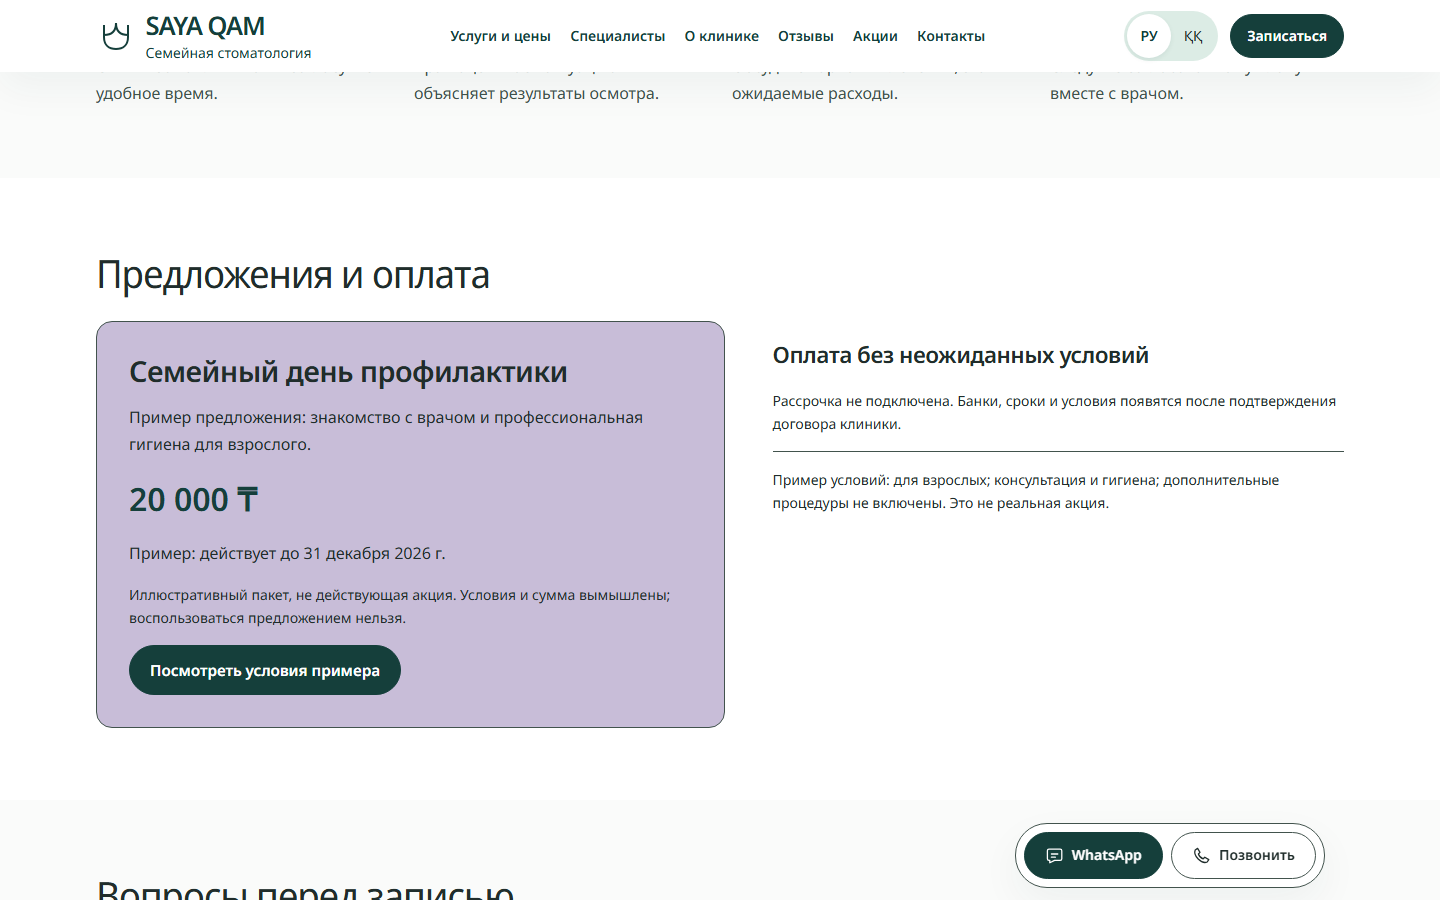 SAYA QAM
Семейная стоматология
Услуги и цены
Специалисты
О клинике
Отзывы
Акции
Контакты
РУ
ҚҚ
Записаться
удобное время.
объясняет результаты осмотра.
ожидаемые расходы.
вместе с врачом.
Предложения и оплата
Семейный день профилактики
Пример предложения: знакомство с врачом и профессиональная
гигиена для взрослого.
20 000 ₸
Пример: действует до 31 декабря 2026 г.
Иллюстративный пакет, не действующая акция. Условия и сумма вымышлены;
воспользоваться предложением нельзя.
Посмотреть условия примера
Оплата без неожиданных условий
Рассрочка не подключена. Банки, сроки и условия появятся после подтверждения
договора клиники.
Пример условий: для взрослых; консультация и гигиена; дополнительные
процедуры не включены. Это не реальная акция.
WhatsApp
Позвонить
Вопросы перед записью